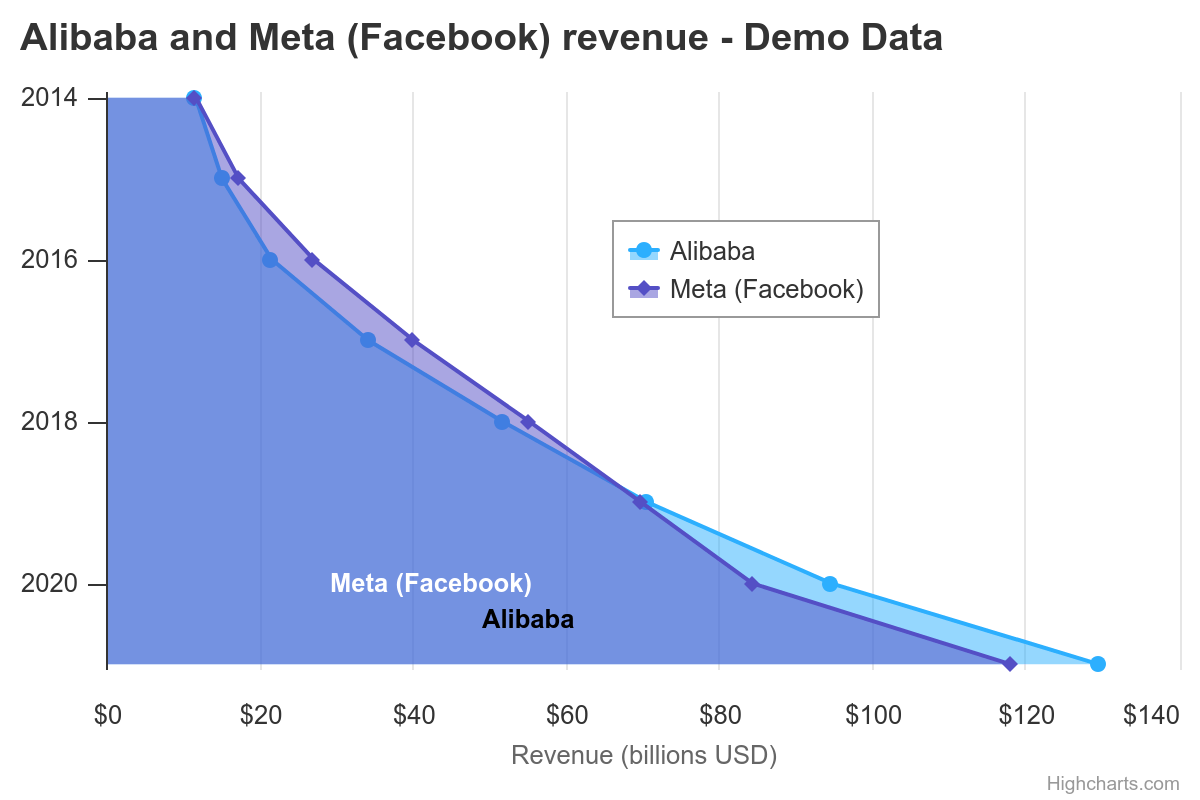 Alibaba and Meta (Facebook) revenue - Demo Data
2014
2016
2018
2020
Alibaba
Meta (Facebook)
Meta (Facebook)
Alibaba
$0 $20 $40 $60 $80 $100 $120 $140
Revenue (billions USD)
Highcharts.com